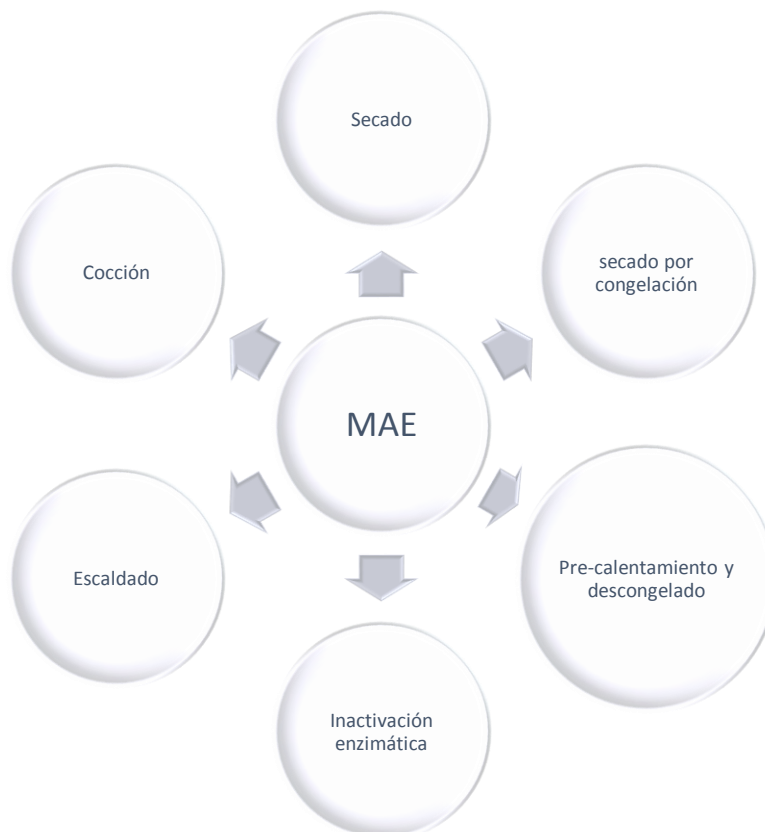 Secado
Cocción
secado por
congelación
MAE
Escaldado
Pre-calentamiento y
descongelado
Inactivación
enzimática